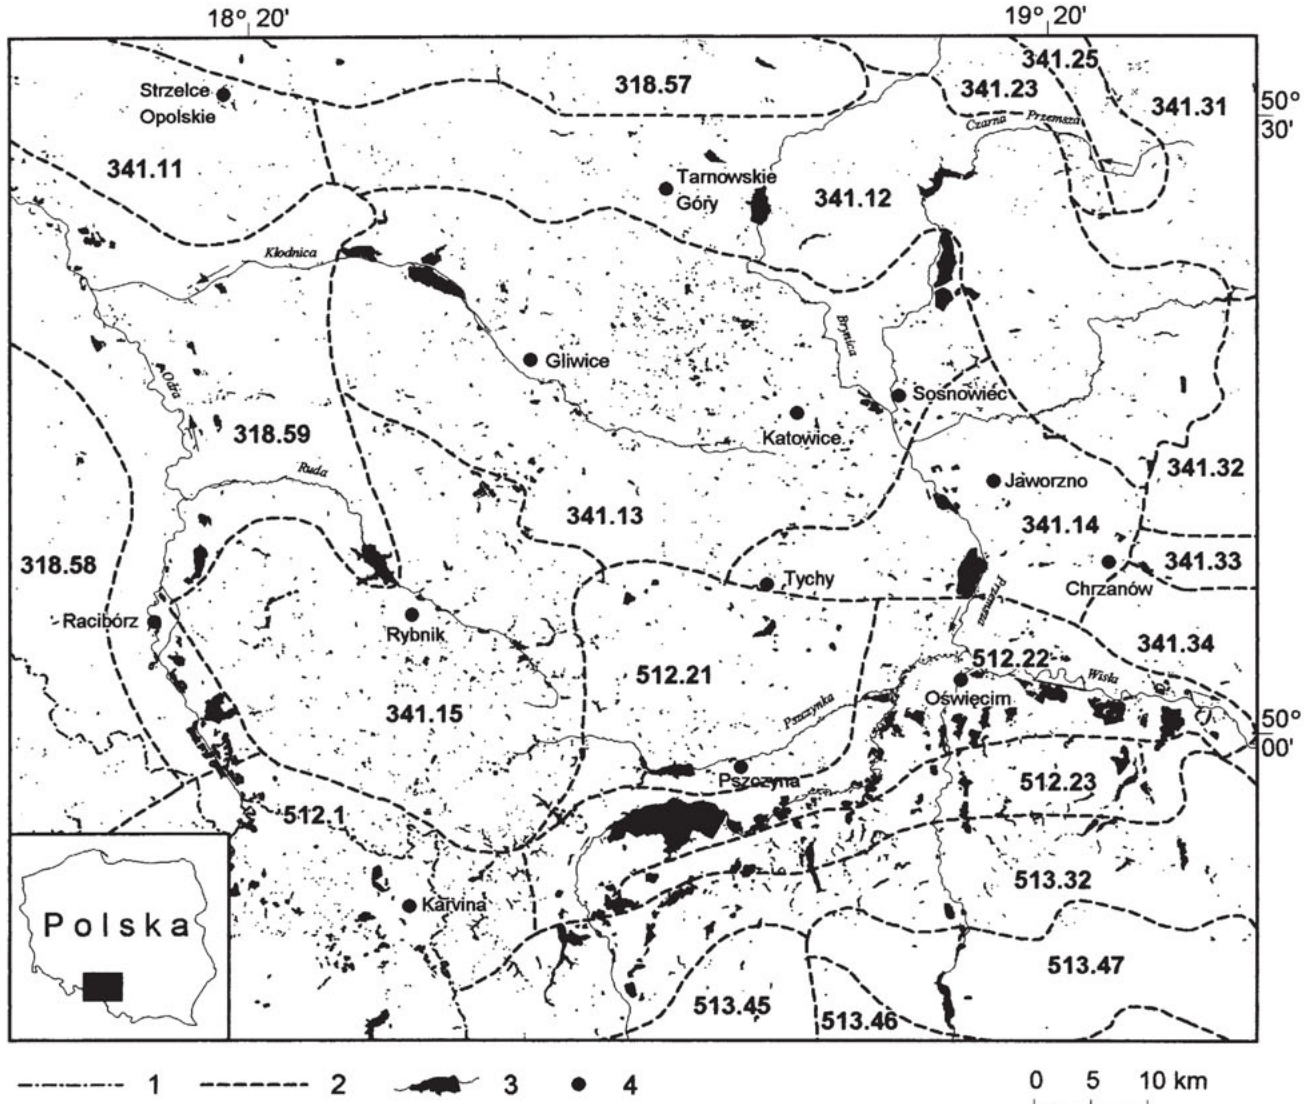 18° 20'
19° 20'
341.25
318.57
341.23
341.31
50°
30'
Strzelce
Opolskie
Czarna Przemsza
341.11
Tarnowskie
Góry
341.12
Kłodnica
Brynica
Gliwice
Odra
Sosnowiec
318.59
Katowice
Ruda
341.32
Jaworzno
341.13
341.14
318.58
341.33
Tychy
Chrzanów
Przemsza
Racibórz
Rybnik
341.34
512.22
512.21
Wisła
Oświęcim
341.15
Pszczynka
50°
00'
Pszczyna
512.23
512.1
513.32
Karvina
Polska
513.47
513.45
513.46
1 2 3 4
0 5 10 km